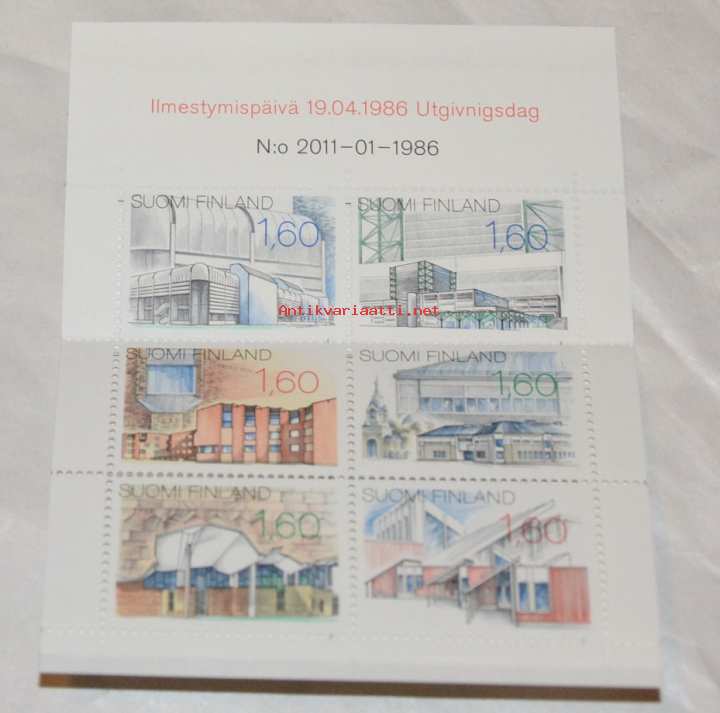 Ilmestymispäivä 19.04.1986 Utgivnigsdag
N:o 2011-01-1986
SUOMI FINLAND
1,60
SUOMI FINLAND
1,60
Antikvariaatti.net
SUOMI FINLAND
1,60
SUOMI FINLAND
1,60
SUOMI FINLAND
1,60
SUOMI FINLAND
1,60